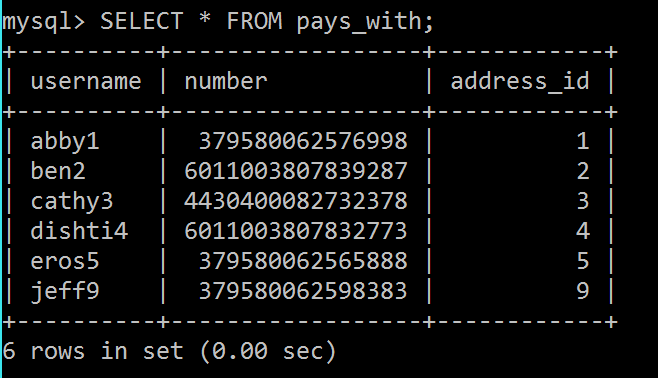 mysql> SELECT * FROM pays_with;
+----------+------------------+------------+
| username | number           | address_id |
+----------+------------------+------------+
| abby1    |  379580062576998 |          1 |
| ben2     | 6011003807839287 |          2 |
| cathy3   | 4430400082732378 |          3 |
| dishti4  | 6011003807832773 |          4 |
| eros5    |  379580062565888 |          5 |
| jeff9    |  379580062598383 |          9 |
+----------+------------------+------------+
6 rows in set (0.00 sec)